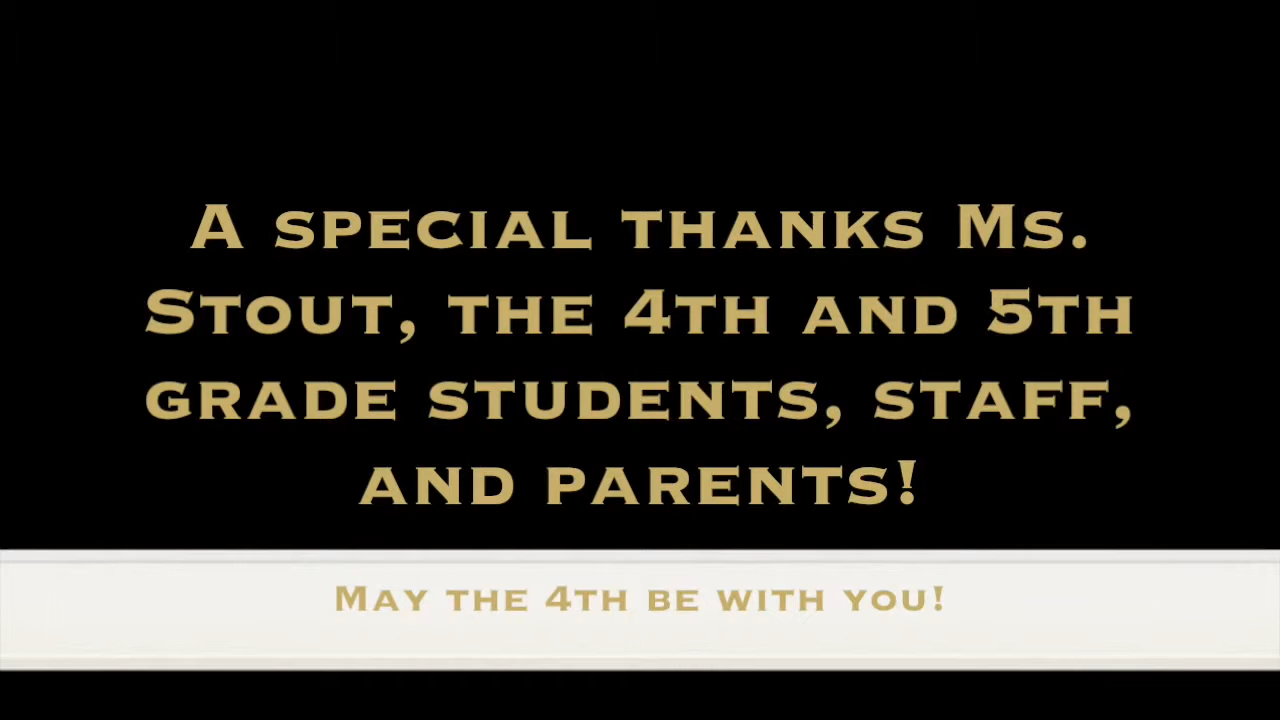 A special thanks Ms.
Stout, the 4th and 5th
grade students, staff,
and parents!
May the 4th be with you!